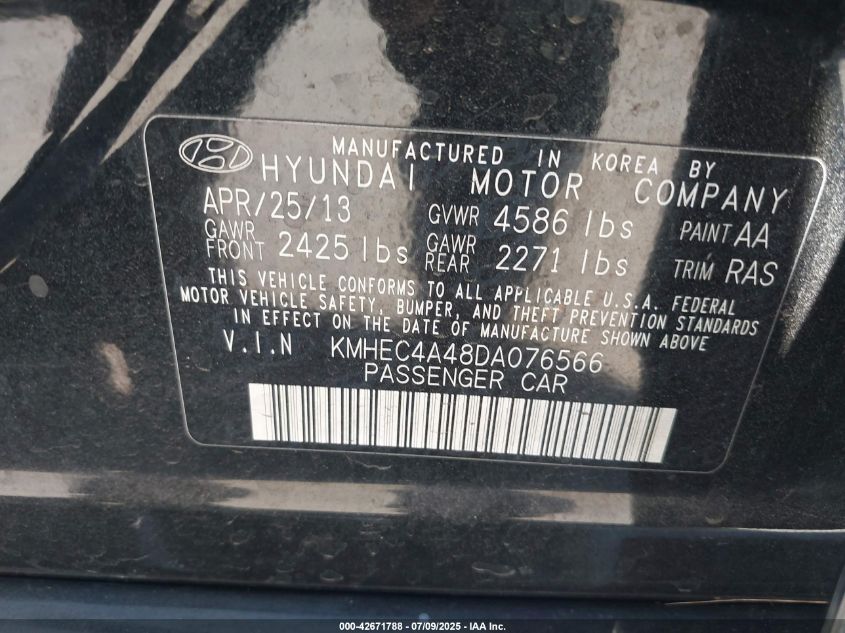 MANUFACTURED IN KOREA BY
HYUNDAI MOTOR COMPANY
APR/25/13 GVWR 4586 lbs PAINT AA
GAWR FRONT 2425 lbs GAWR REAR 2271 lbs TRIM RAS
THIS VEHICLE CONFORMS TO ALL APPLICABLE U.S.A. FEDERAL
MOTOR VEHICLE SAFETY, BUMPER, AND THEFT PREVENTION STANDARDS
IN EFFECT ON THE DATE OF MANUFACTURE SHOWN ABOVE
V.I.N KMHEC4A48DA076566
PASSENGER CAR
000-42671788 - 07/09/2025 - IAA Inc.